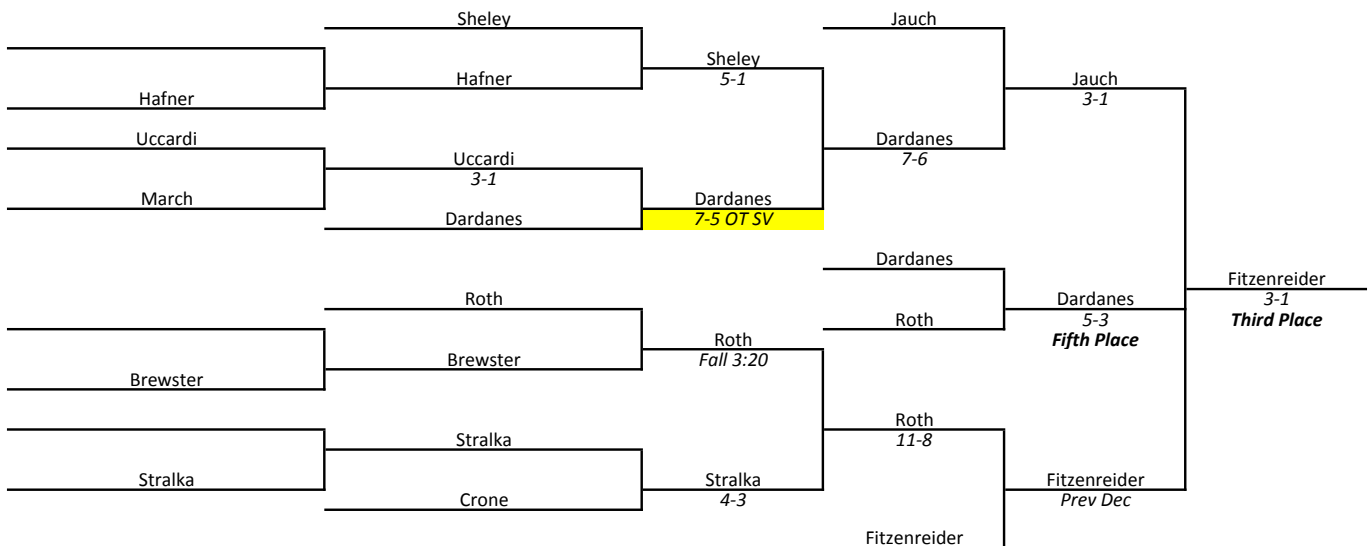 Sheley
Jauch
Sheley
5-1
Hafner
Jauch
3-1
Hafner
Uccardi
Dardanes
7-6
Uccardi
3-1
March
Dardanes
7-5 OT SV
Dardanes
Dardanes
Fitzenreider
3-1
Third Place
Roth
Dardanes
5-3
Fifth Place
Roth
Roth
Fall 3:20
Brewster
Brewster
Roth
11-8
Stralka
Stralka
Stralka
4-3
Fitzenreider
Prev Dec
Crone
Fitzenreider